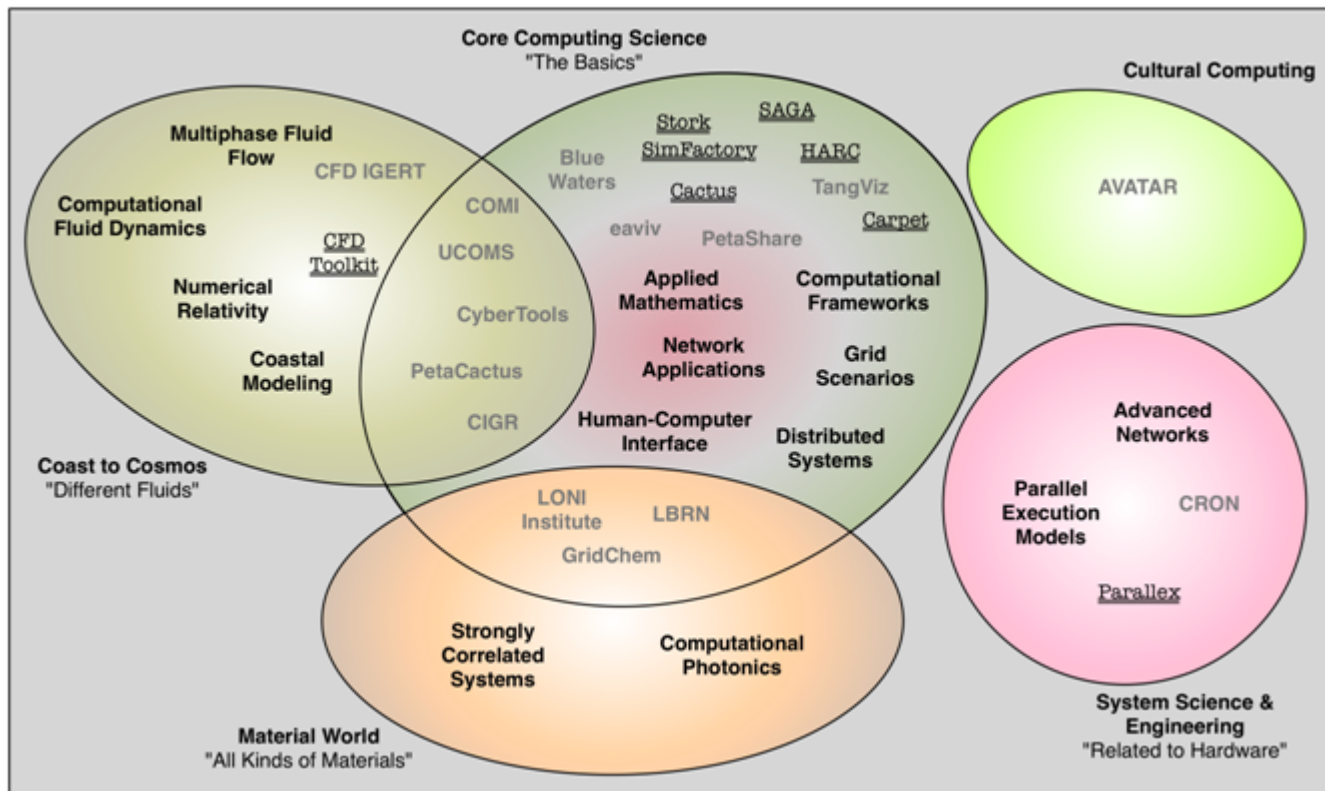 Core Computing Science
"The Basics"
Cultural Computing
Multiphase Fluid
Flow
CFD IGERT
Computational
Fluid Dynamics
CFD
Toolkit
Numerical
Relativity
Coastal
Modeling
Coast to Cosmos
"Different Fluids"
COMI
UCOMS
CyberTools
PetaCactus
CIGR
Stork
SimFactory
SAGA
HARC
Blue
Waters
Cactus
TangViz
Carpet
eaviv
PetaShare
Applied
Mathematics
Computational
Frameworks
Network
Applications
Grid
Scenarios
Human-Computer
Interface
Distributed
Systems
LONI
Institute
LBRN
GridChem
Strongly
Correlated
Systems
Computational
Photonics
Material World
"All Kinds of Materials"
AVATAR
Advanced
Networks
Parallel
Execution
Models
CRON
Parallex
System Science &
Engineering
"Related to Hardware"